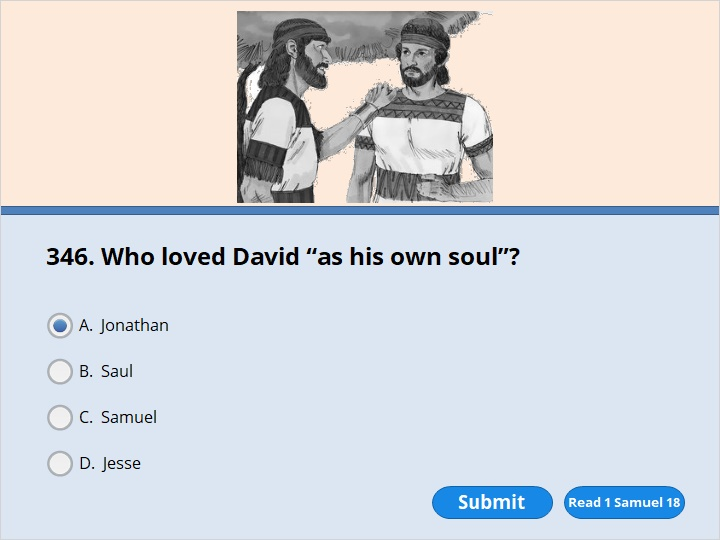 346. Who loved David “as his own soul”?
A. Jonathan
B. Saul
C. Samuel
D. Jesse
Submit
Read 1 Samuel 18